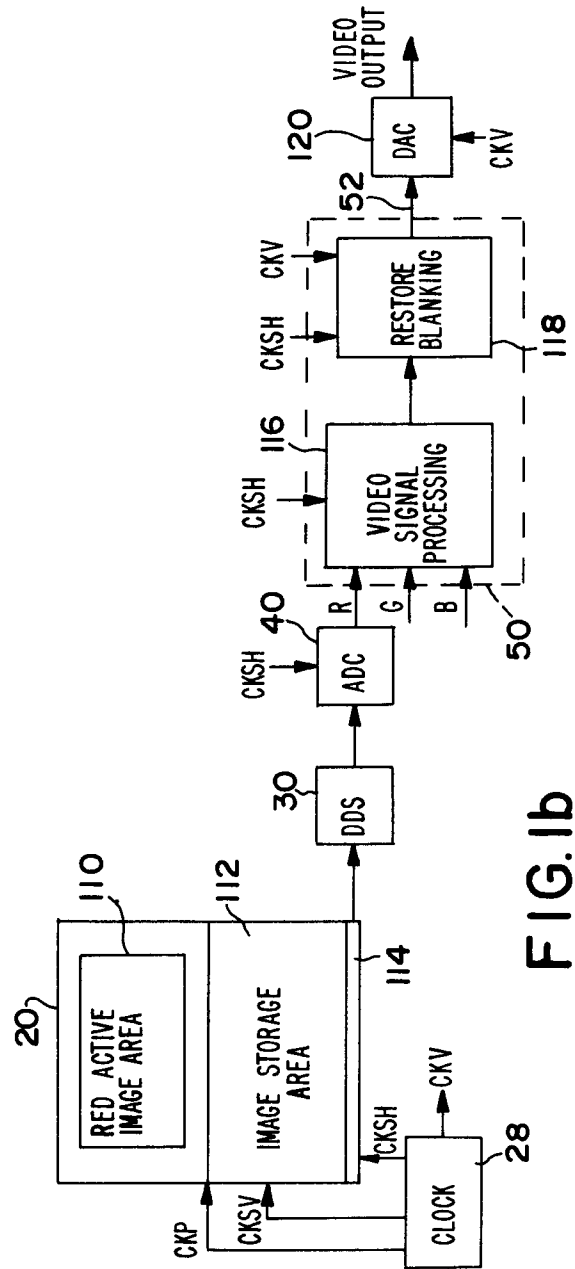 20
110
RED ACTIVE
IMAGE AREA
112
IMAGE STORAGE
AREA
114
CKP
CKSV
CKSH
CLOCK
CKV
28
30
DDS
40
CKSH
ADC
R
G
B
50
116
CKSH
VIDEO
SIGNAL
PROCESSING
CKSH
CKV
RESTORE
BLANKING
118
52
120
DAC
CKV
VIDEO
OUTPUT
FIG. 1b